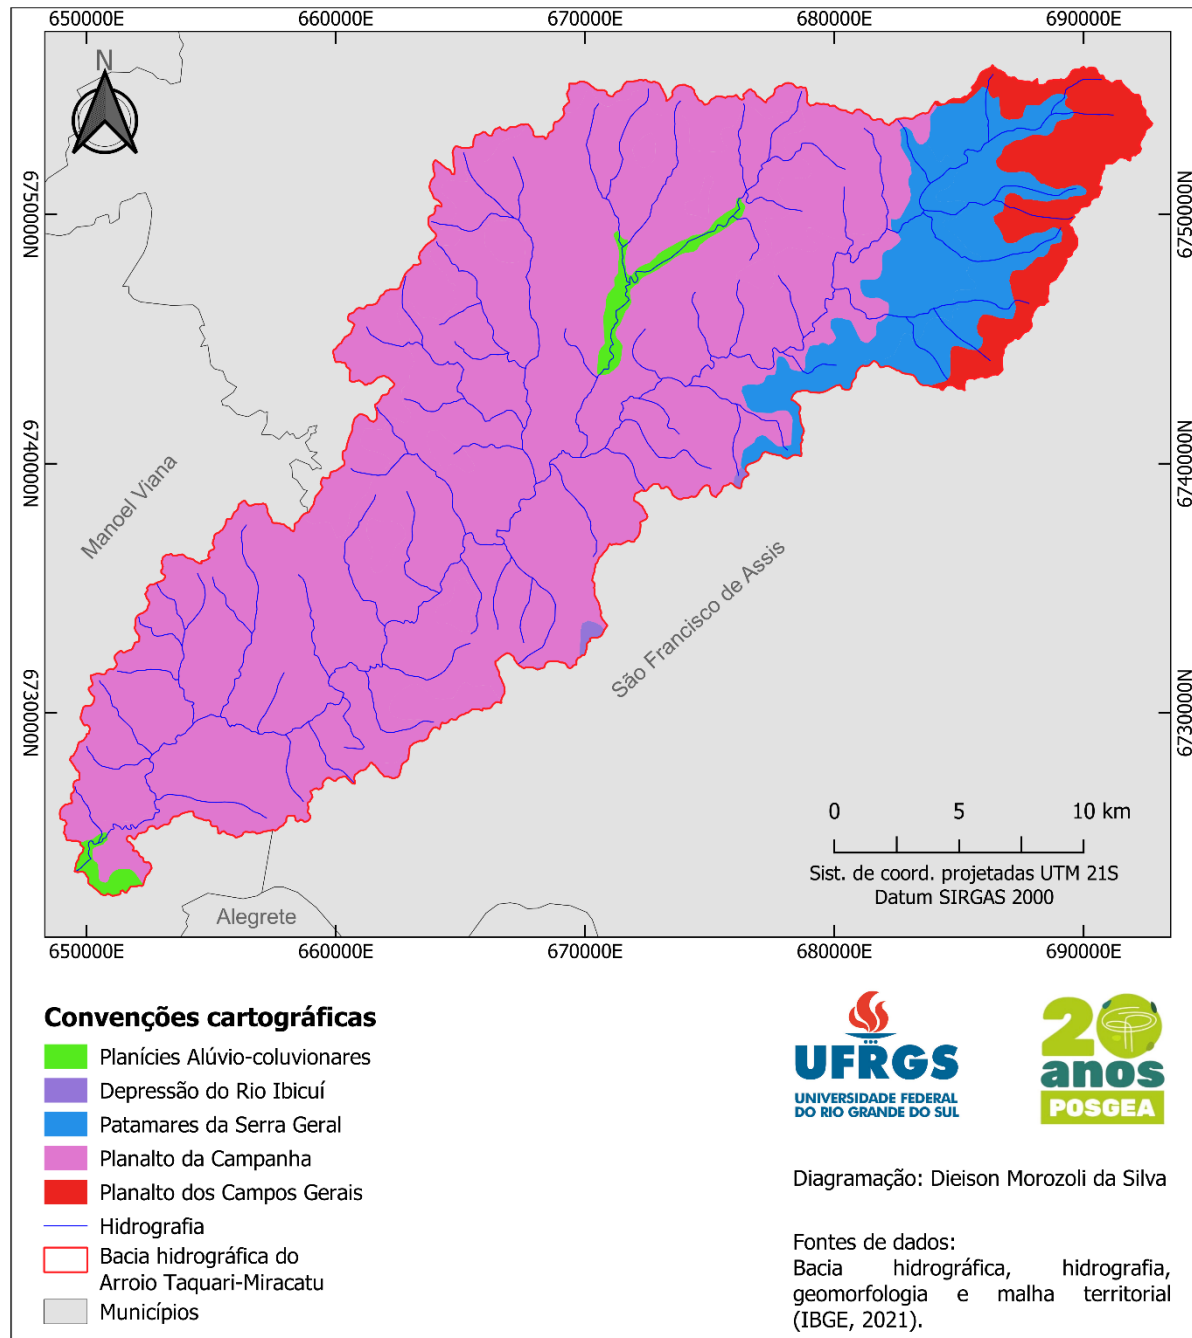 650000E 660000E 670000E 680000E 690000E
N
6750000N
6750000N
6740000N
6740000N
6730000N
6730000N
Manoel Viana
São Francisco de Assis
Alegrete
0 5 10 km
Sist. de coord. projetadas UTM 21S
Datum SIRGAS 2000
650000E 660000E 670000E 680000E 690000E
Convenções cartográficas
Planícies Alúvio-coluvionares
Depressão do Rio Ibicuí
Patamares da Serra Geral
Planalto da Campanha
Planalto dos Campos Gerais
Hidrografia
Bacia hidrográfica do
Arroio Taquari-Miracatu
Municípios
UFRGS
UNIVERSIDADE FEDERAL
DO RIO GRANDE DO SUL
20
anos
POSGEA
Diagramação: Dieison Morozoli da Silva
Fontes de dados:
Bacia hidrográfica, hidrografia,
geomorfologia e malha territorial
(IBGE, 2021).